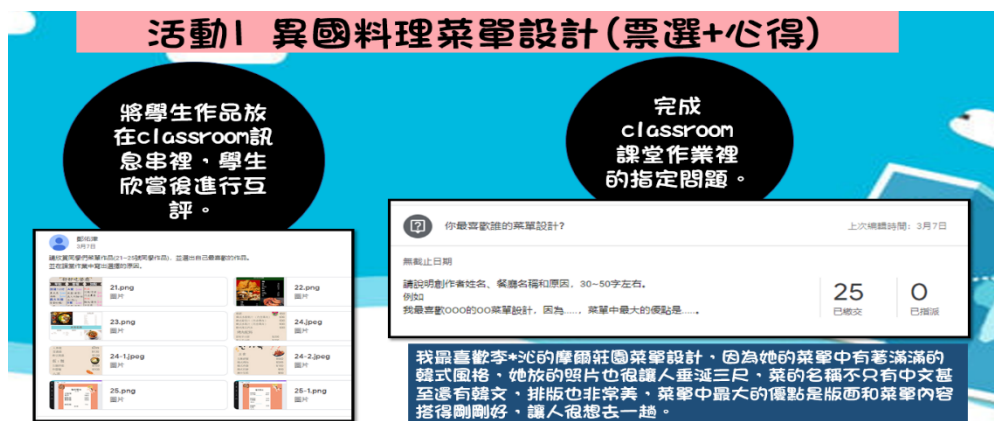 活動1 異國料理菜單設計(票選+心得)
將學生作品放
在classroom訊
息串裡，學生
欣賞後進行互
評。
3月7日
請欣賞同學們菜單作品(21~25號同學作品)，並選出自己最喜歡的作品。
並在課堂作業中寫出選擇的原因。
21.png
圖片
22.png
圖片
23.png
圖片
24.jpeg
圖片
24-1.jpeg
圖片
24-2.jpeg
圖片
25.png
圖片
25-1.png
圖片
完成
classroom
課堂作業裡
的指定問題。
你最喜歡誰的菜單設計?
上次編輯時間: 3月7日
無截止日期
請說明創作者姓名、餐廳名稱和原因，30~50字左右。
例如
我最喜歡OOO的OO菜單設計，因為......，菜單中最大的優點是......。
25
已繳交
0
已指派
我最喜歡李*沁的摩爾莊園菜單設計，因為她的菜單中有著滿滿的
韓式風格，她放的照片也很讓人垂涎三尺，菜的名稱不只有中文甚
至還有韓文，排版也非常美，菜單中最大的優點是版面和菜單內容
搭得剛剛好，讓人很想去一趟。